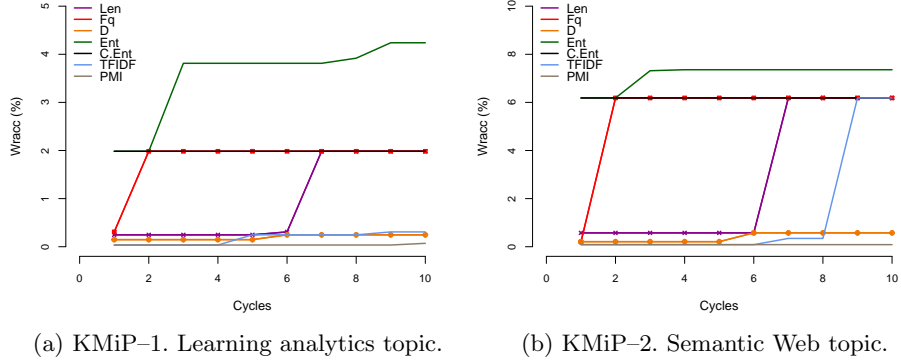 Len
Fq
D
Ent
C.Ent
TFIDF
PMI
Wracc (%)
5
4
3
2
1
0
0 2 4 6 8 10
Cycles
(a) KMiP–1. Learning analytics topic.
Len
Fq
D
Ent
C.Ent
TFIDF
PMI
Wracc (%)
10
8
6
4
2
0
0 2 4 6 8 10
Cycles
(b) KMiP–2. Semantic Web topic.